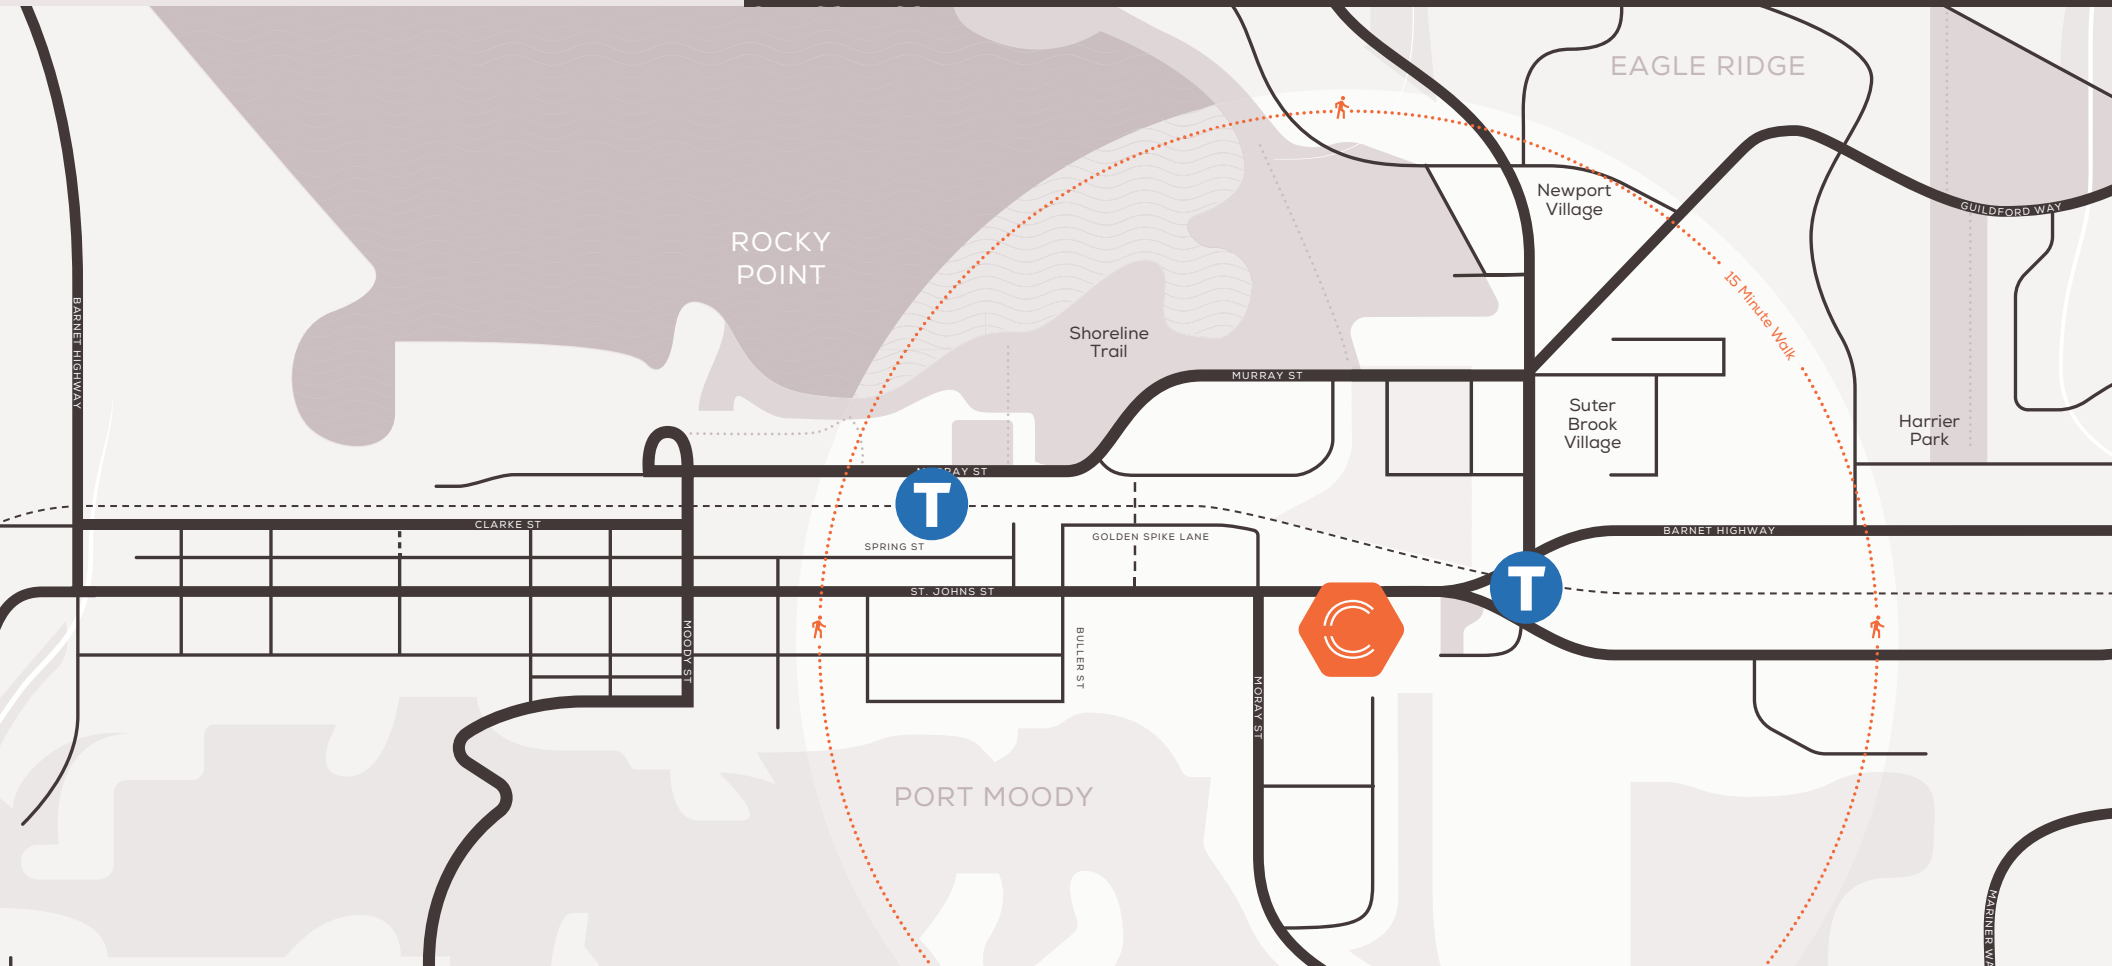 EAGLE RIDGE
Newport
Village
GUILDFORD WAY
ROCKY
POINT
15 Minute Walk
BARNET HIGHWAY
Shoreline
Trail
MURRAY ST
Suter
Brook
Village
Harrier
Park
ST
T
CLARKE ST
BARNET HIGHWAY
GOLDEN SPIKE LANE
SPRING ST
T
ST. JOHNS ST
C
MOODY ST
BULLER ST
MORAY ST
PORT MOODY
MARINER